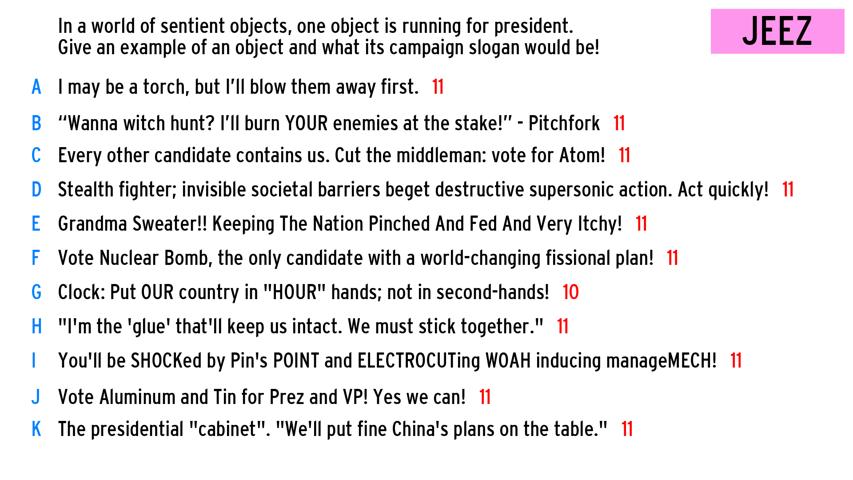 In a world of sentient objects, one object is running for president.
Give an example of an object and what its campaign slogan would be!
JEEZ
A I may be a torch, but I'll blow them away first. 11
B “Wanna witch hunt? I'll burn YOUR enemies at the stake!” - Pitchfork 11
C Every other candidate contains us. Cut the middleman: vote for Atom! 11
D Stealth fighter; invisible societal barriers beget destructive supersonic action. Act quickly! 11
E Grandma Sweater!! Keeping The Nation Pinched And Fed And Very Itchy! 11
F Vote Nuclear Bomb, the only candidate with a world-changing fissional plan! 11
G Clock: Put OUR country in "HOUR" hands; not in second-hands! 10
H "I'm the 'glue' that'll keep us intact. We must stick together." 11
I You'll be SHOCKed by Pin's POINT and ELECTROCUTing WOAH inducing manageMECH! 11
J Vote Aluminum and Tin for Prez and VP! Yes we can! 11
K The presidential "cabinet". "We'll put fine China's plans on the table." 11